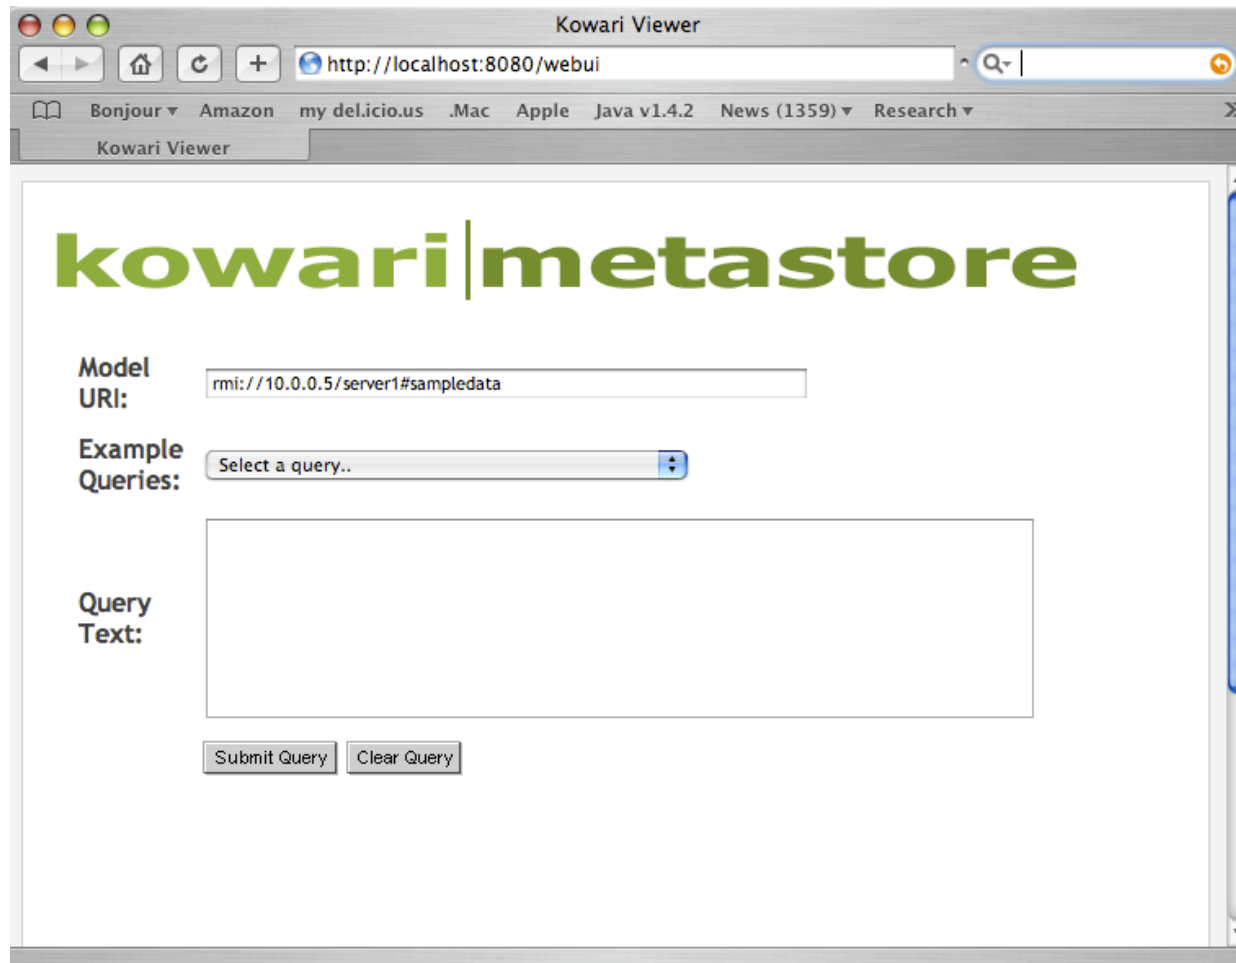 Kowari Viewer
http://localhost:8080/webui
Bonjour Amazon my del.icio.us .Mac Apple Java v1.4.2 News (1359) Research
Kowari Viewer
kowari|metastore
Model
URI:
rmi://10.0.0.5/server1#sampledata
Example
Queries:
Select a query..
Query
Text:
Submit Query Clear Query